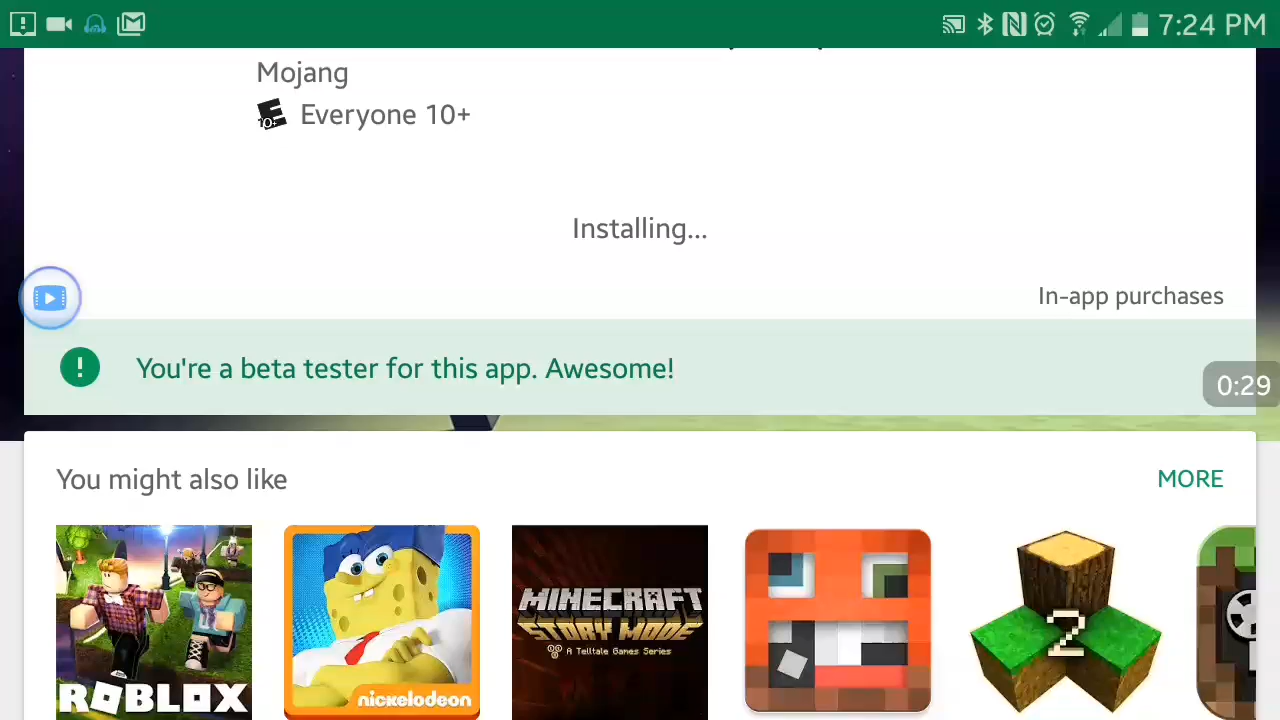 7:24 PM
Mojang
Everyone 10+
Installing...
In-app purchases
You're a beta tester for this app. Awesome!
0:29
You might also like
MORE
ROBLOX
nickelodeon
MINECRAFT
STORY MODE
A Telltale Games Series
2